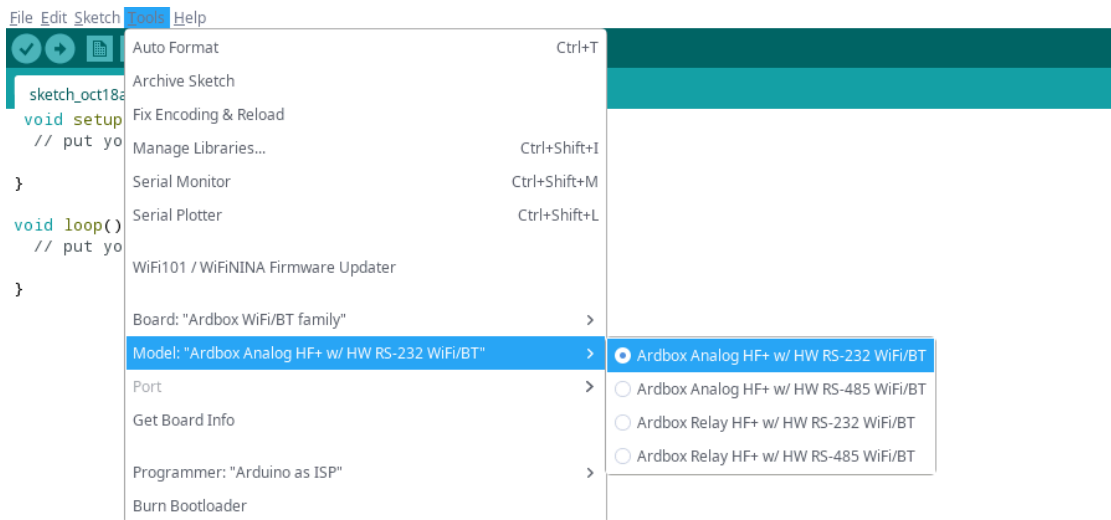 File Edit Sketch Tools Help
Auto Format Ctrl+T
Archive Sketch
sketch_oct18a
Fix Encoding & Reload
void setup
// put yo
Manage Libraries... Ctrl+Shift+I
}
Serial Monitor Ctrl+Shift+M
Serial Plotter Ctrl+Shift+L
void loop()
// put yo
WiFi101 / WiFiNINA Firmware Updater
}
Board: "Ardbox WiFi/BT family"
Model: "Ardbox Analog HF+ w/ HW RS-232 WiFi/BT"
Ardbox Analog HF+ w/ HW RS-232 WiFi/BT
Port
Ardbox Analog HF+ w/ HW RS-485 WiFi/BT
Get Board Info
Ardbox Relay HF+ w/ HW RS-232 WiFi/BT
Ardbox Relay HF+ w/ HW RS-485 WiFi/BT
Programmer: "Arduino as ISP"
Burn Bootloader